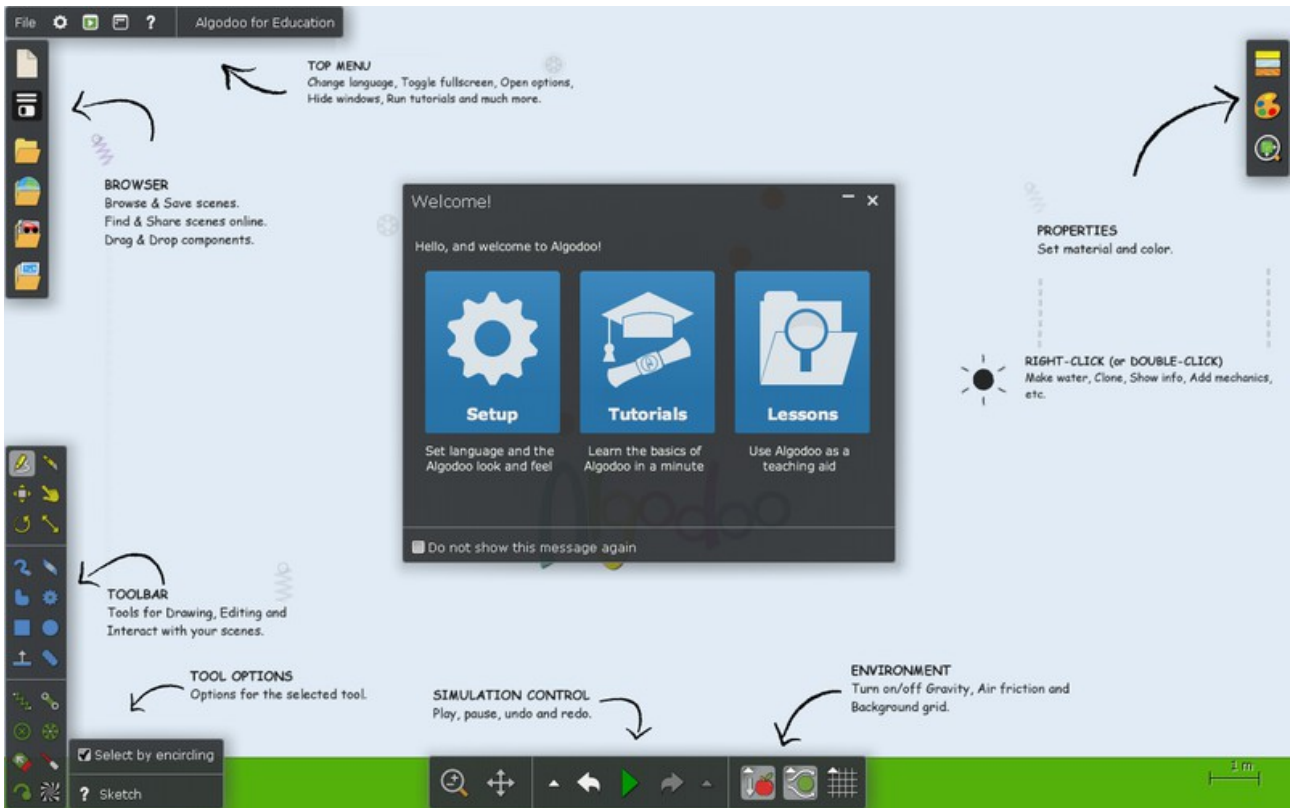 File ? Algodoo for Education
TOP MENU
Change language, Toggle fullscreen, Open options,
Hide windows, Run tutorials and much more.
BROWSER
Browse & Save scenes.
Find & Share scenes online.
Drag & Drop components.
PROPERTIES
Set material and color.
RIGHT-CLICK (or DOUBLE-CLICK)
Make water, Clone, Show info, Add mechanics,
etc.
Welcome!
Hello, and welcome to Algodoo!
Setup
Set language and the
Algodoo look and feel
Tutorials
Learn the basics of
Algodoo in a minute
Lessons
Use Algodoo as a
teaching aid
Algodoo
Do not show this message again
TOOLBAR
Tools for Drawing, Editing and
Interact with your scenes.
TOOL OPTIONS
Options for the selected tool.
Select by encircling
? Sketch
SIMULATION CONTROL
Play, pause, undo and redo.
ENVIRONMENT
Turn on/off Gravity, Air friction and
Background grid.
1 m